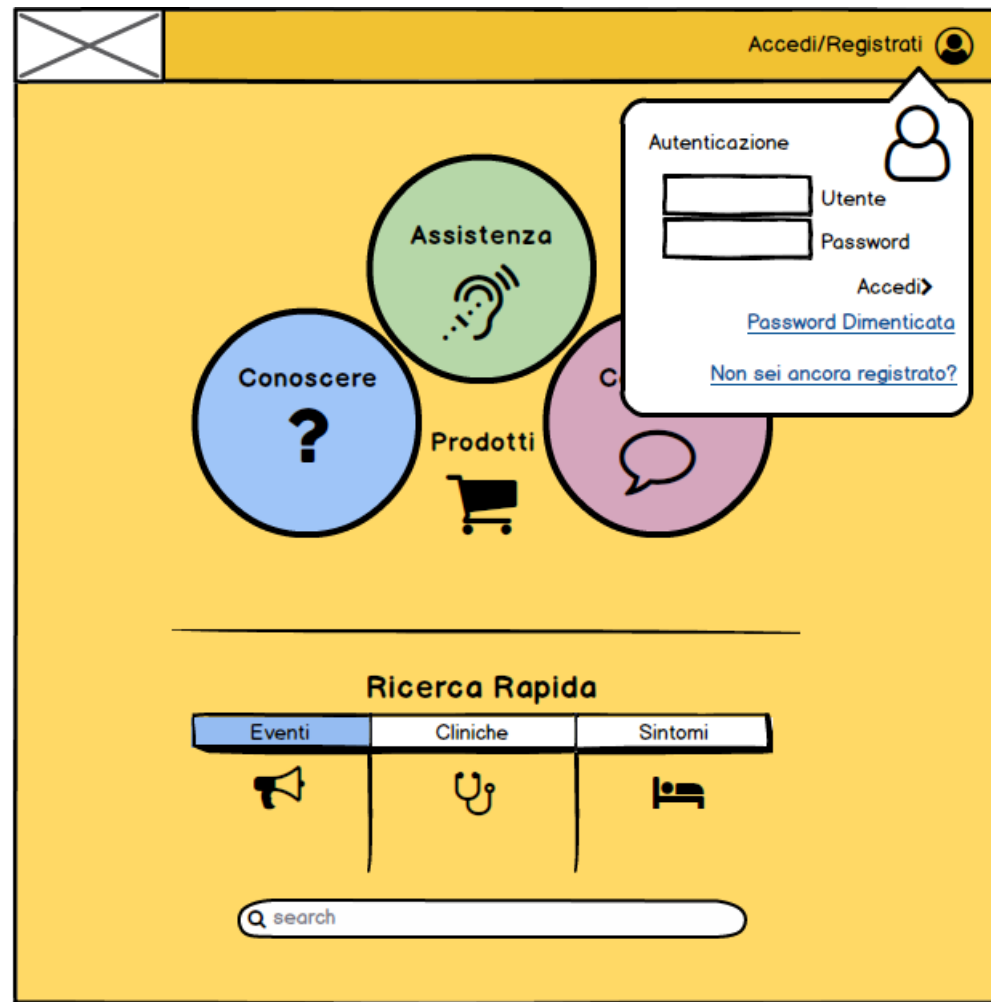 Accedi/Registrati
Autenticazione
Utente
Password
Accedi
Password Dimenticata
Non sei ancora registrato?
Assistenza
Conoscere
?
Prodotti
Ricerca Rapida
Eventi
Cliniche
Sintomi
search